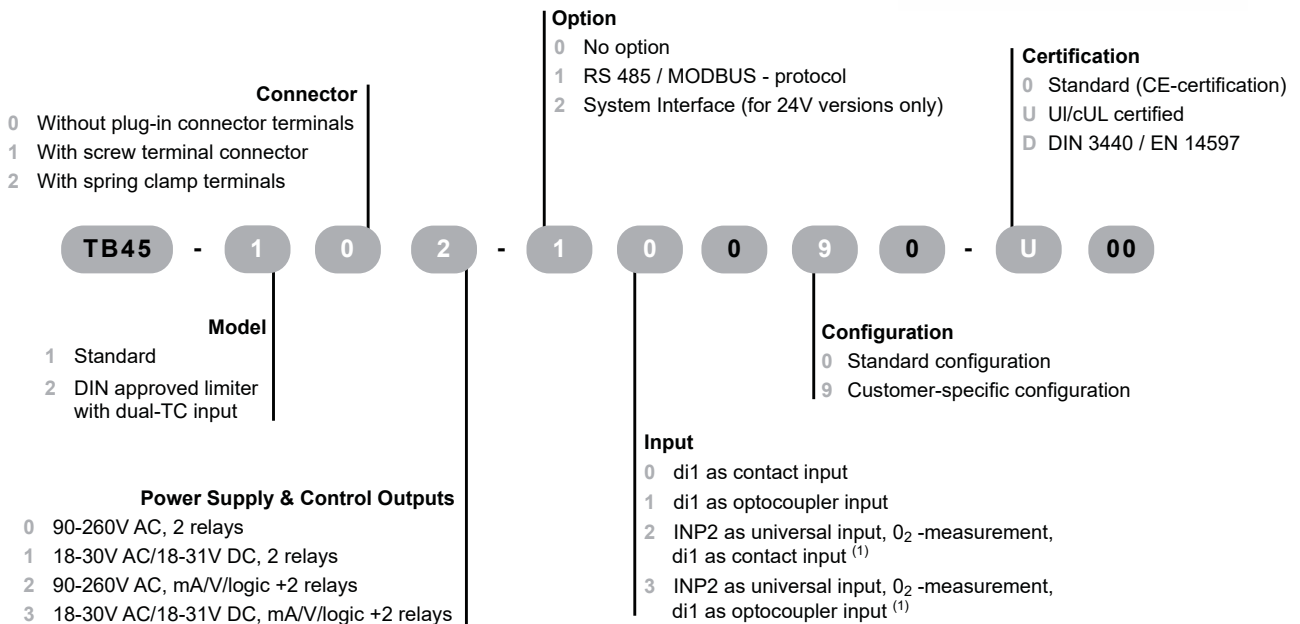 Option
0 No option
1 RS 485 / MODBUS - protocol
2 System Interface (for 24V versions only)
Certification
0 Standard (CE-certification)
U Ul/cUL certified
D DIN 3440 / EN 14597
Connector
0 Without plug-in connector terminals
1 With screw terminal connector
2 With spring clamp terminals
TB45 - 1 0 2 - 1 0 0 9 0 - U 00
Model
1 Standard
2 DIN approved limiter
with dual-TC input
Configuration
0 Standard configuration
9 Customer-specific configuration
Power Supply & Control Outputs
0 90-260V AC, 2 relays
1 18-30V AC/18-31V DC, 2 relays
2 90-260V AC, mA/V/logic +2 relays
3 18-30V AC/18-31V DC, mA/V/logic +2 relays
Input
0 di1 as contact input
1 di1 as optocoupler input
2 INP2 as universal input, 0₂ -measurement,
di1 as contact input (1)
3 INP2 as universal input, 0₂ -measurement,
di1 as optocoupler input (1)